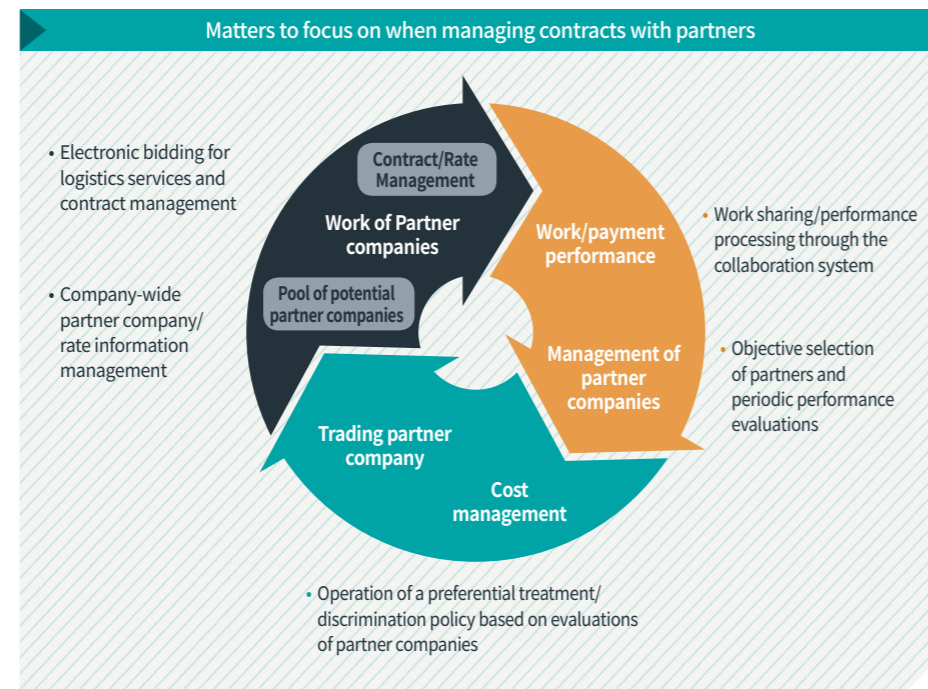 Matters to focus on when managing contracts with partners
• Electronic bidding for
logistics services and
contract management
• Company-wide
partner company/
rate information
management
Contract/Rate
Management
Work of Partner
companies
Pool of potential
partner companies
Work/payment
performance
Management of
partner
companies
• Work sharing/performance
processing through the
collaboration system
• Objective selection
of partners and
periodic performance
evaluations
Trading partner
company
Cost
management
• Operation of a preferential treatment/
discrimination policy based on evaluations
of partner companies